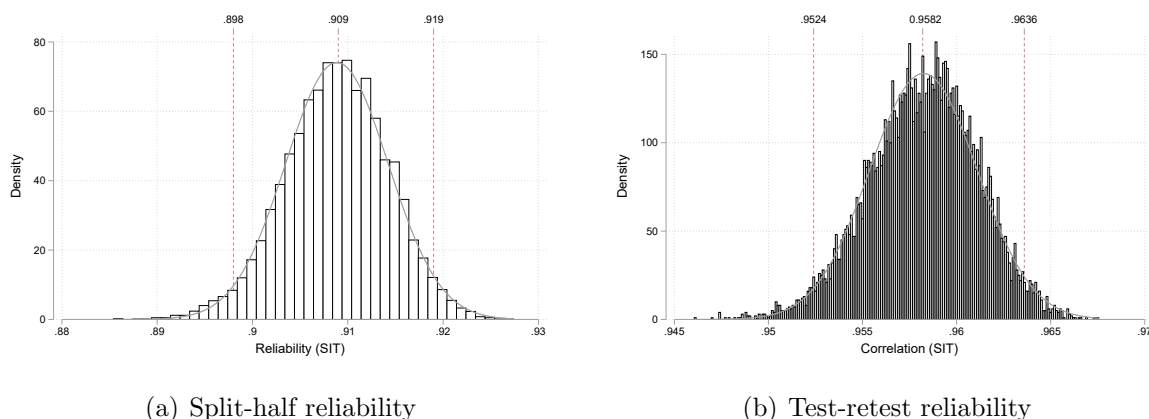 .898 .909 .919
80
60
40
20
0
Density
.88 .89 .9 .91 .92 .93
Reliability (SIT)
(a) Split-half reliability
.9524 0.9582 .9636
150
100
50
0
Density
.945 .95 .955 .96 .965 .97
Correlation (SIT)
(b) Test-retest reliability